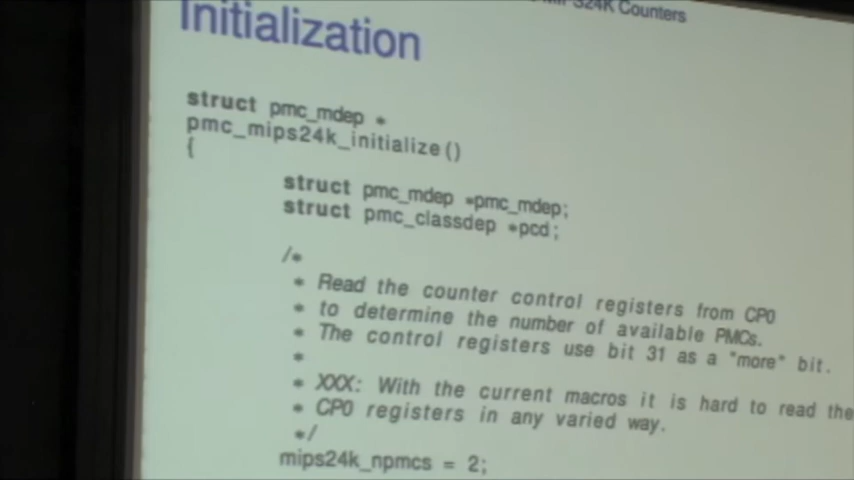 S24K Counters
Initialization
struct pmc_mdep *
pmc_mips24k_initialize()
{
struct pmc_mdep *pmc_mdep;
struct pmc_classdep *pcd;
/*
* Read the counter control registers from CP0
* to determine the number of available PMCs.
* The control registers use bit 31 as a "more" bit.
*
* XXX: With the current macros it is hard to read the
* CP0 registers in any varied way.
*/
mips24k_npmcs = 2;